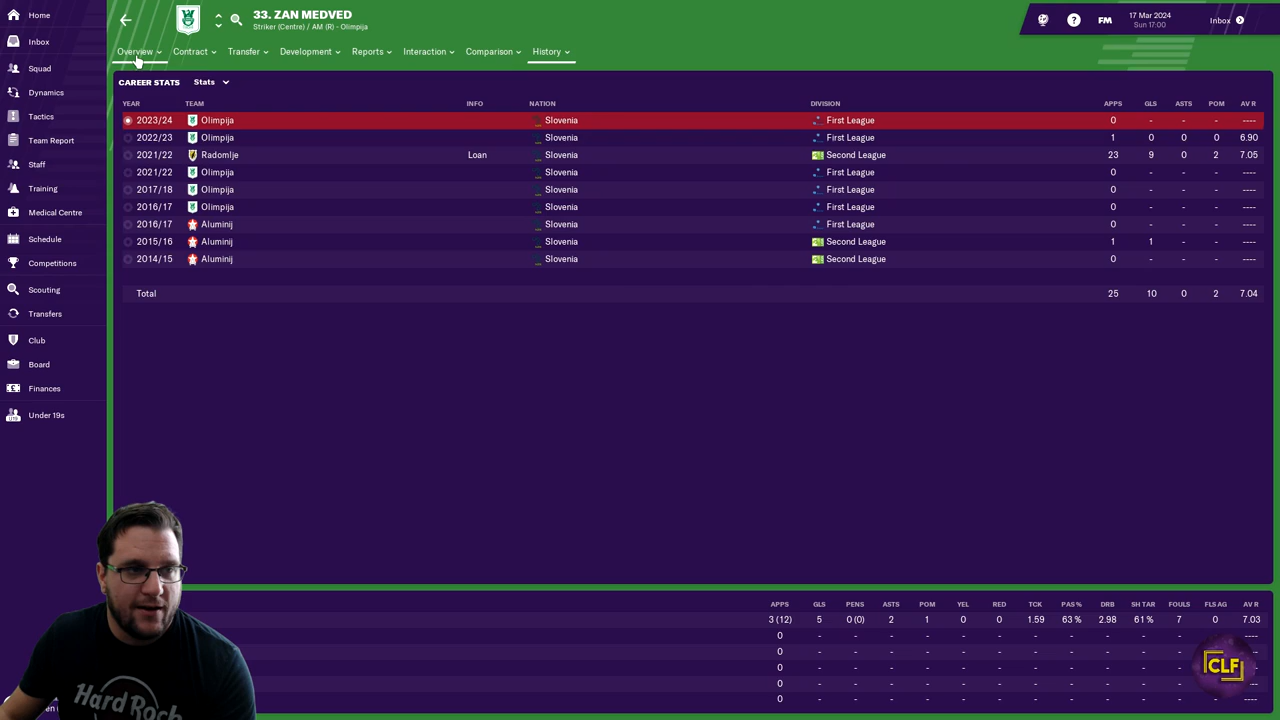 Home
Inbox
Squad
Dynamics
Tactics
Team Report
Staff
Training
Medical Centre
Schedule
Competitions
Scouting
Transfers
Club
Board
Finances
Under 19s
33. ZAN MEDVED
Striker (Centre) / AM (R) - Olimpija
? FM 17 Mar 2024 Inbox
Sun 17:00
Overview Contract Transfer Development Reports Interaction Comparison History
CAREER STATS Stats
YEAR TEAM INFO NATION DIVISION APPS GLS ASTS POM AV R
2023/24 Olimpija Slovenia First League 0 - - - ----
2022/23 Olimpija Slovenia First League 1 0 0 0 6.90
2021/22 Radomlje Loan Slovenia Second League 23 9 0 2 7.05
2021/22 Olimpija Slovenia First League 0 - - - ----
2017/18 Olimpija Slovenia First League 0 - - - ----
2016/17 Olimpija Slovenia First League 0 - - - ----
2016/17 Aluminij Slovenia First League 0 - - - ----
2015/16 Aluminij Slovenia Second League 1 1 - - ----
2014/15 Aluminij Slovenia Second League 0 - - - ----
Total 25 10 0 2 7.04
APPS GLS PENS ASTS POM YEL RED TCK PAS % DRB SH TAR FOULS FLS AG AV R
3 (12) 5 0 (0) 2 1 0 0 1.59 63 % 2.98 61 % 7 0 7.03
0 - - - - - - - - - - - - ----
0 - - - - - - - - - - - - ----
0 - - - - - - - - - - - - ----
0 - - - - - - - - - - - - ----
0 - - - - - - - - - - - - ----
Hard Rock
CLF